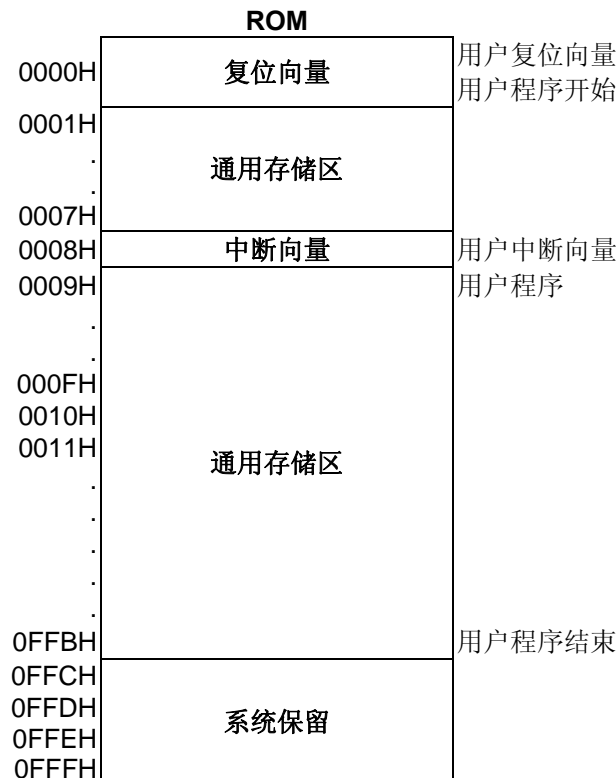 ROM
0000H 复位向量 用户复位向量
用户程序开始
0001H
.
.
通用存储区
0007H
0008H 中断向量 用户中断向量
0009H 用户程序
.
.
000FH
0010H
0011H 通用存储区
.
.
.
.
.
0FFBH 用户程序结束
0FFCH
0FFDH 系统保留
0FFEH
0FFFH